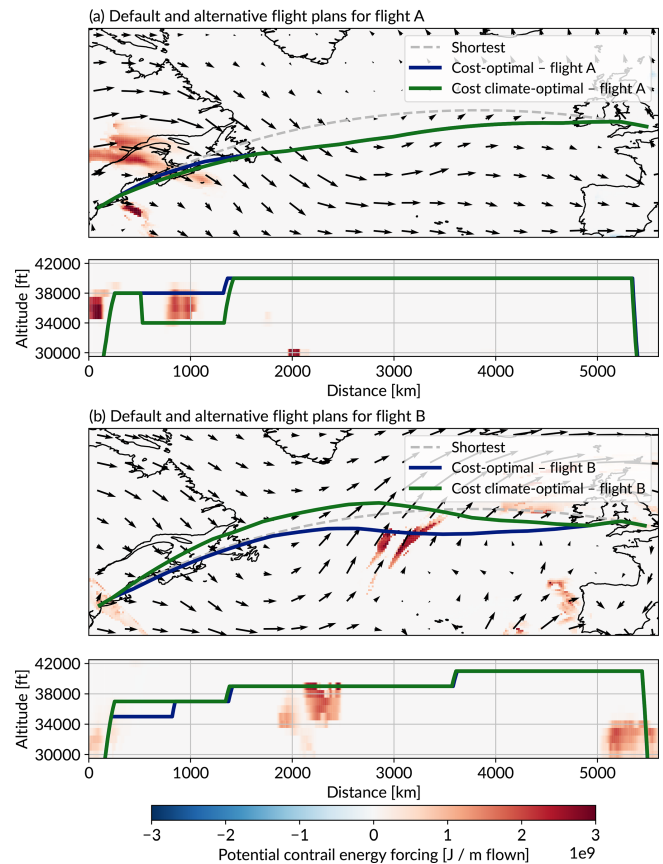 (a) Default and alternative flight plans for flight A
Shortest
Cost-optimal – flight A
Cost climate-optimal – flight A
42000
38000
34000
30000
Altitude [ft]
0 1000 2000 3000 4000 5000
Distance [km]
(b) Default and alternative flight plans for flight B
Shortest
Cost-optimal – flight B
Cost climate-optimal – flight B
42000
38000
34000
30000
Altitude [ft]
0 1000 2000 3000 4000 5000
Distance [km]
−3 −2 −1 0 1 2 3
1e9
Potential contrail energy forcing [J / m flown]